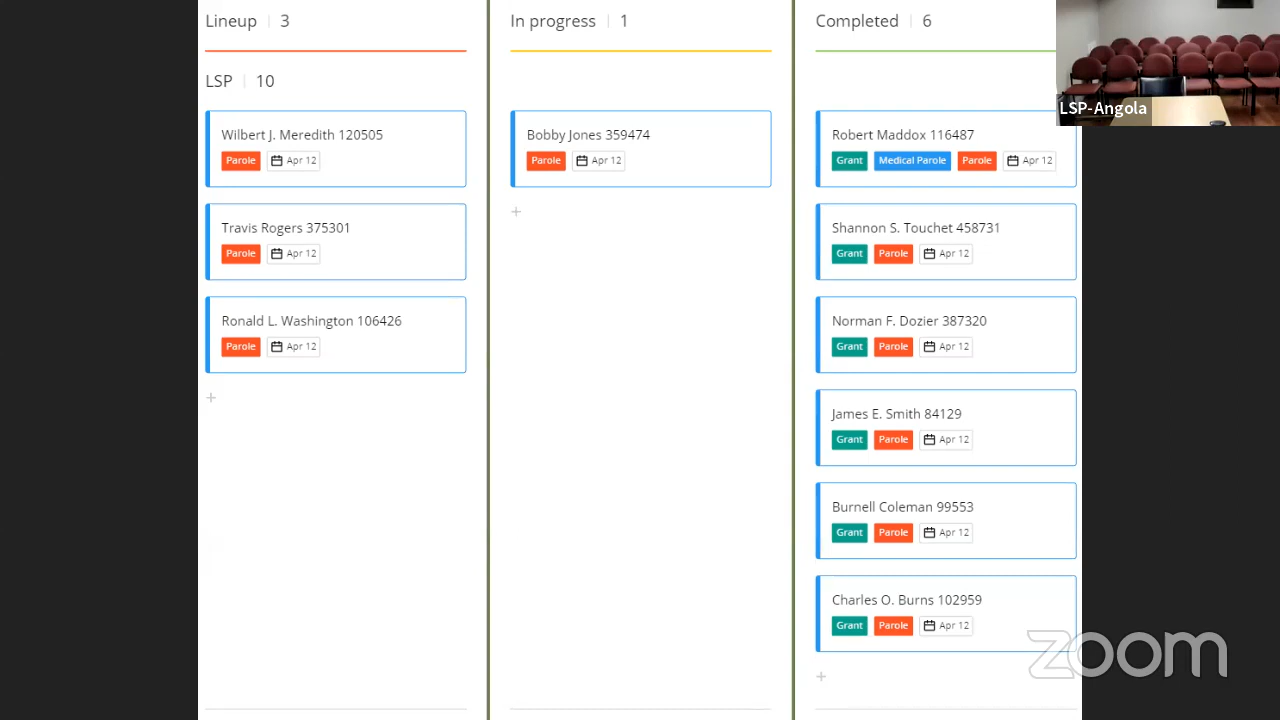 Lineup 3
LSP 10
Wilbert J. Meredith 120505
Parole Apr 12
Travis Rogers 375301
Parole Apr 12
Ronald L. Washington 106426
Parole Apr 12
+
In progress 1
Bobby Jones 359474
Parole Apr 12
+
Completed 6
Robert Maddox 116487
Grant Medical Parole Parole Apr 12
Shannon S. Touchet 458731
Grant Parole Apr 12
Norman F. Dozier 387320
Grant Parole Apr 12
James E. Smith 84129
Grant Parole Apr 12
Burnell Coleman 99553
Grant Parole Apr 12
Charles O. Burns 102959
Grant Parole Apr 12
+
LSP-Angola
zoom